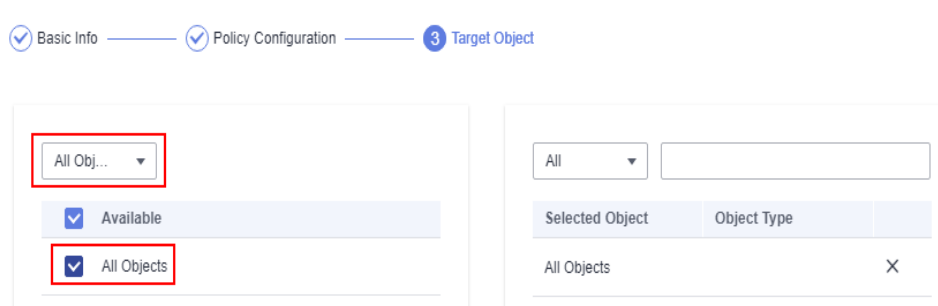 Basic Info Policy Configuration 3 Target Object
All Obj... All
Available Selected Object Object Type
All Objects All Objects X